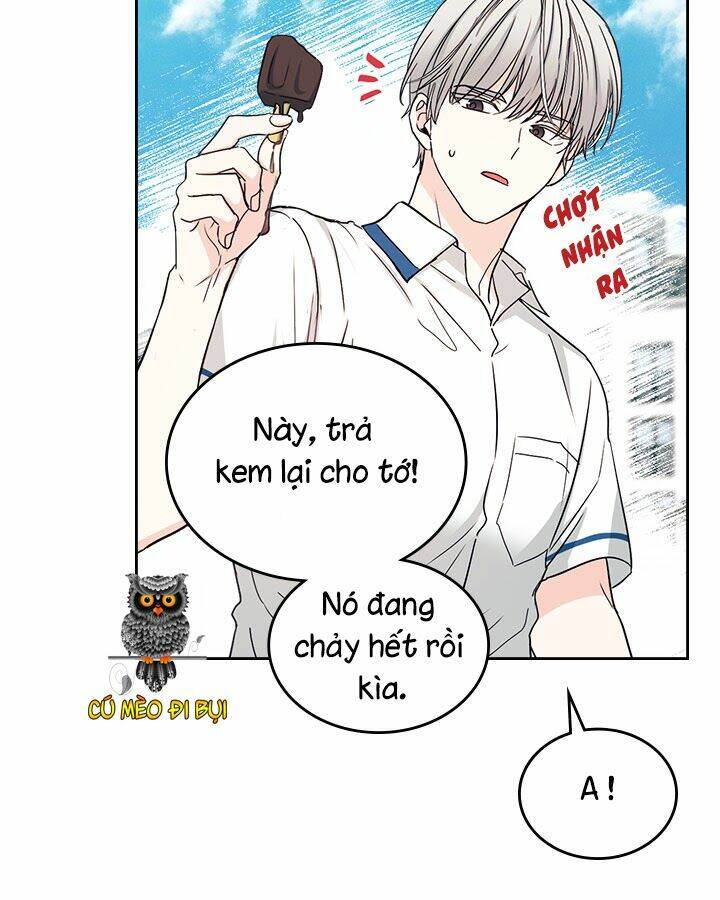 CHỢT
NHẬN
RA
Này, trả
kem lại cho tớ!
Nó đang
chảy hết rồi
kìa.
A!
CÚ MÈO ĐI BỤI